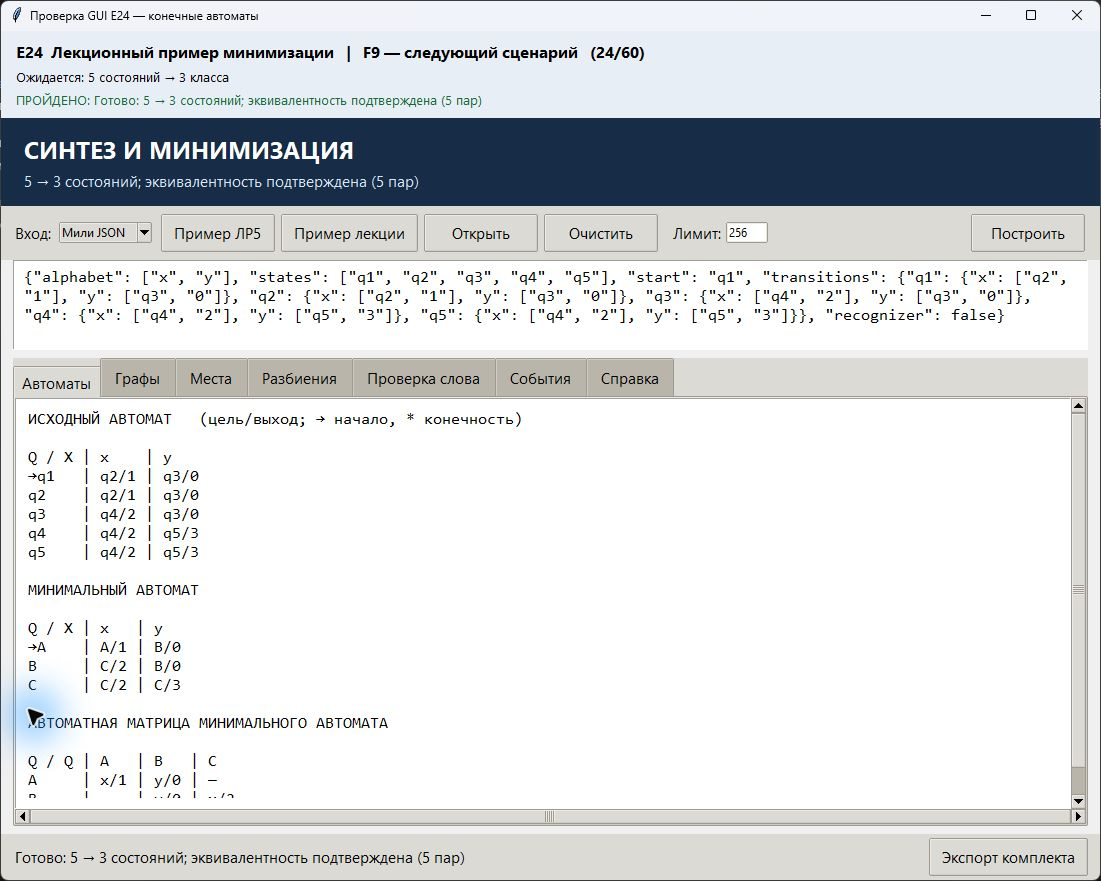 Проверка GUI E24 — конечные автоматы
E24 Лекционный пример минимизации | F9 — следующий сценарий (24/60)
Ожидается: 5 состояний → 3 класса
ПРОЙДЕНО: Готово: 5 → 3 состояний; эквивалентность подтверждена (5 пар)
СИНТЕЗ И МИНИМИЗАЦИЯ
5 → 3 состояний; эквивалентность подтверждена (5 пар)
Вход: Мили JSON Пример ЛР5 Пример лекции Открыть Очистить Лимит: 256 Построить
{"alphabet": ["x", "y"], "states": ["q1", "q2", "q3", "q4", "q5"], "start": "q1", "transitions": {"q1": {"x": ["q2",
"1"], "y": ["q3", "0"]}, "q2": {"x": ["q2", "1"], "y": ["q3", "0"]}, "q3": {"x": ["q4", "2"], "y": ["q3", "0"]},
"q4": {"x": ["q4", "2"], "y": ["q5", "3"]}, "q5": {"x": ["q4", "2"], "y": ["q5", "3"]}}, "recognizer": false}
Автоматы Графы Места Разбиения Проверка слова События Справка
ИСХОДНЫЙ АВТОМАТ (цель/выход; → начало, * конечность)
Q / X | x | y
→q1 | q2/1 | q3/0
q2 | q2/1 | q3/0
q3 | q4/2 | q3/0
q4 | q4/2 | q5/3
q5 | q4/2 | q5/3
МИНИМАЛЬНЫЙ АВТОМАТ
Q / X | x | y
→A | A/1 | B/0
B | C/2 | B/0
C | C/2 | C/3
АВТОМАТНАЯ МАТРИЦА МИНИМАЛЬНОГО АВТОМАТА
Q / Q | A | B | C
A | x/1 | y/0 | —
Готово: 5 → 3 состояний; эквивалентность подтверждена (5 пар)
Экспорт комплекта